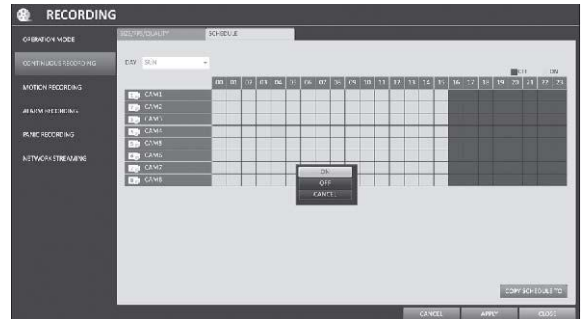 RECORDING
OPERATION MODE
SIZE/FPS/QUALITY SCHEDULE
CONTINUOUS RECORDING
DAY SUN
OFF ON
MOTION RECORDING
00 01 02 03 04 05 06 07 08 09 10 11 12 13 14 15 16 17 18 19 20 21 22 23
CAM1
ALARM RECORDING
CAM2
CAM3
PANIC RECORDING
CAM4
CAM5
NETWORK STREAMING
CAM6
CAM7
CAM8
ON
OFF
CANCEL
COPY SCHEDULE TO
CANCEL APPLY CLOSE